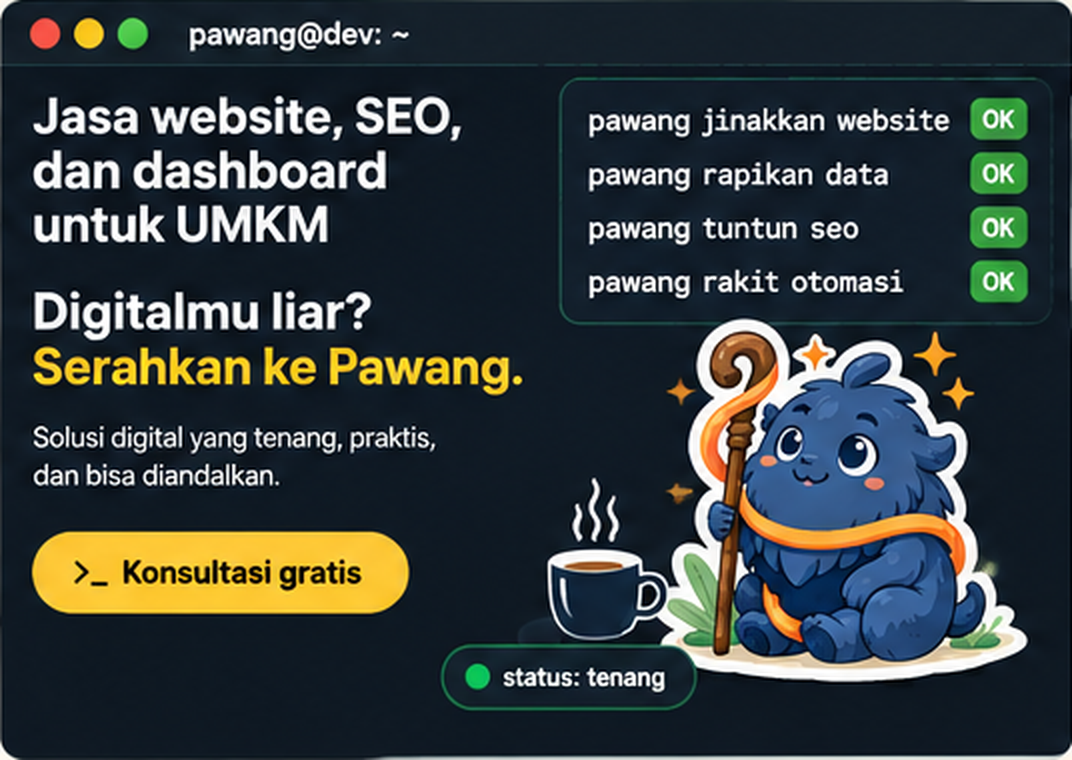 pawang@dev: ~
Jasa website, SEO,
dan dashboard
untuk UMKM
Digitalmu liar?
Serahkan ke Pawang.
Solusi digital yang tenang, praktis,
dan bisa diandalkan.
>_ Konsultasi gratis
pawang jinakkan website OK
pawang rapikan data OK
pawang tuntun seo OK
pawang rakit otomasi OK
status: tenang